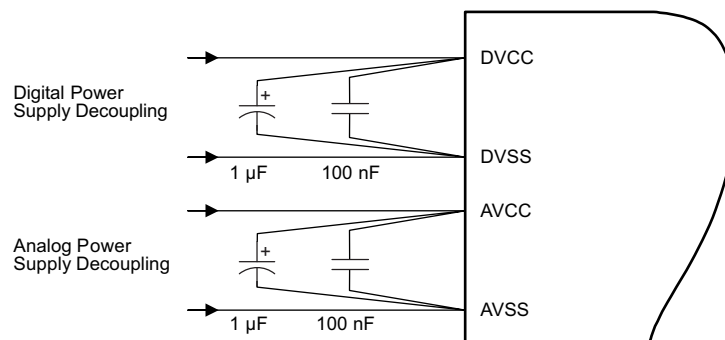 DVCC
Digital Power
Supply Decoupling
+
DVSS
1 µF
100 nF
AVCC
Analog Power
Supply Decoupling
+
AVSS
1 µF
100 nF